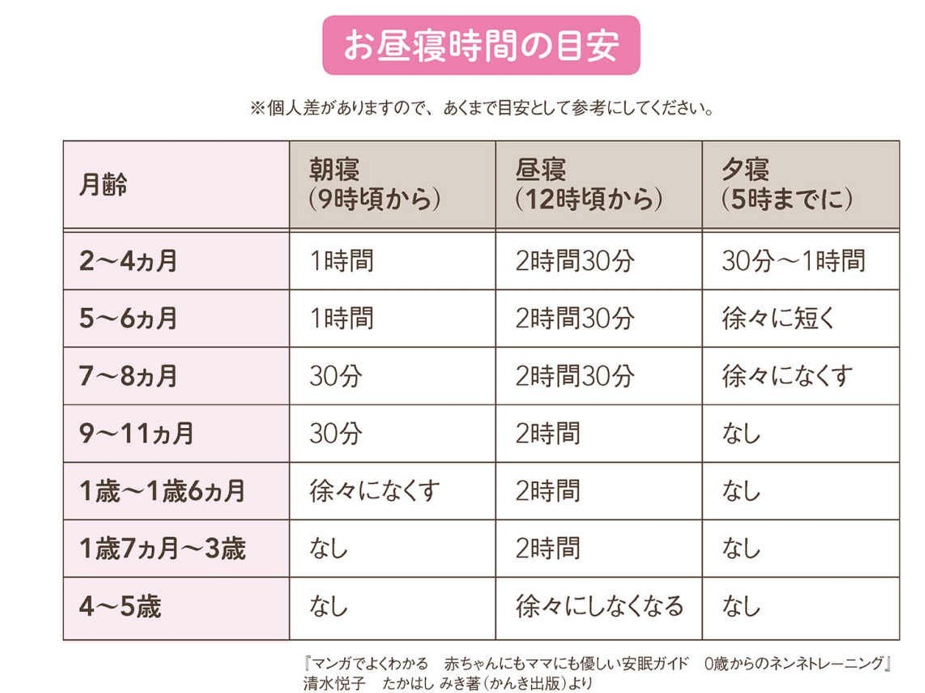 お昼寝時間の目安
※個人差がありますので、あくまで目安として参考にしてください。
月齢 朝寝（9時頃から） 昼寝（12時頃から） 夕寝（5時までに）
2〜4ヵ月 1時間 2時間30分 30分〜1時間
5〜6ヵ月 1時間 2時間30分 徐々に短く
7〜8ヵ月 30分 2時間30分 徐々になくす
9〜11ヵ月 30分 2時間 なし
1歳〜1歳6ヵ月 徐々になくす 2時間 なし
1歳7ヵ月〜3歳 なし 2時間 なし
4〜5歳 なし 徐々にしなくなる なし
『マンガでよくわかる　赤ちゃんにもママにも優しい安眠ガイド　0歳からのネンネトレーニング』
清水悦子　たかはし みき著（かんき出版）より